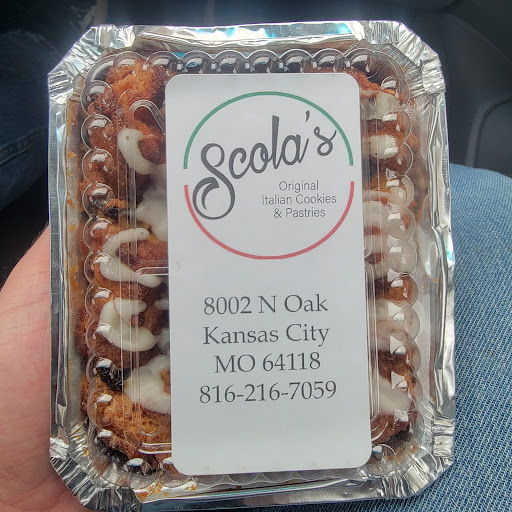 Scola's
Original
Italian Cookies
& Pastries
8002 N Oak
Kansas City
MO 64118
816-216-7059